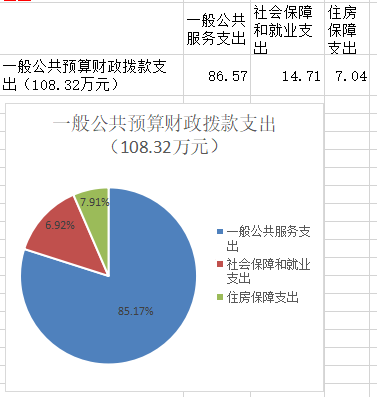 一般公共
服务支出
社会保障
和就业支
出
住房
保障
支出
一般公共预算财政拨款支
出（108.32万元）
86.57
14.71
7.04
一般公共预算财政拨款支出
（108.32万元）
7.91%
6.92%
85.17%
一般公共服务支
出
社会保障和就业
支出
住房保障支出